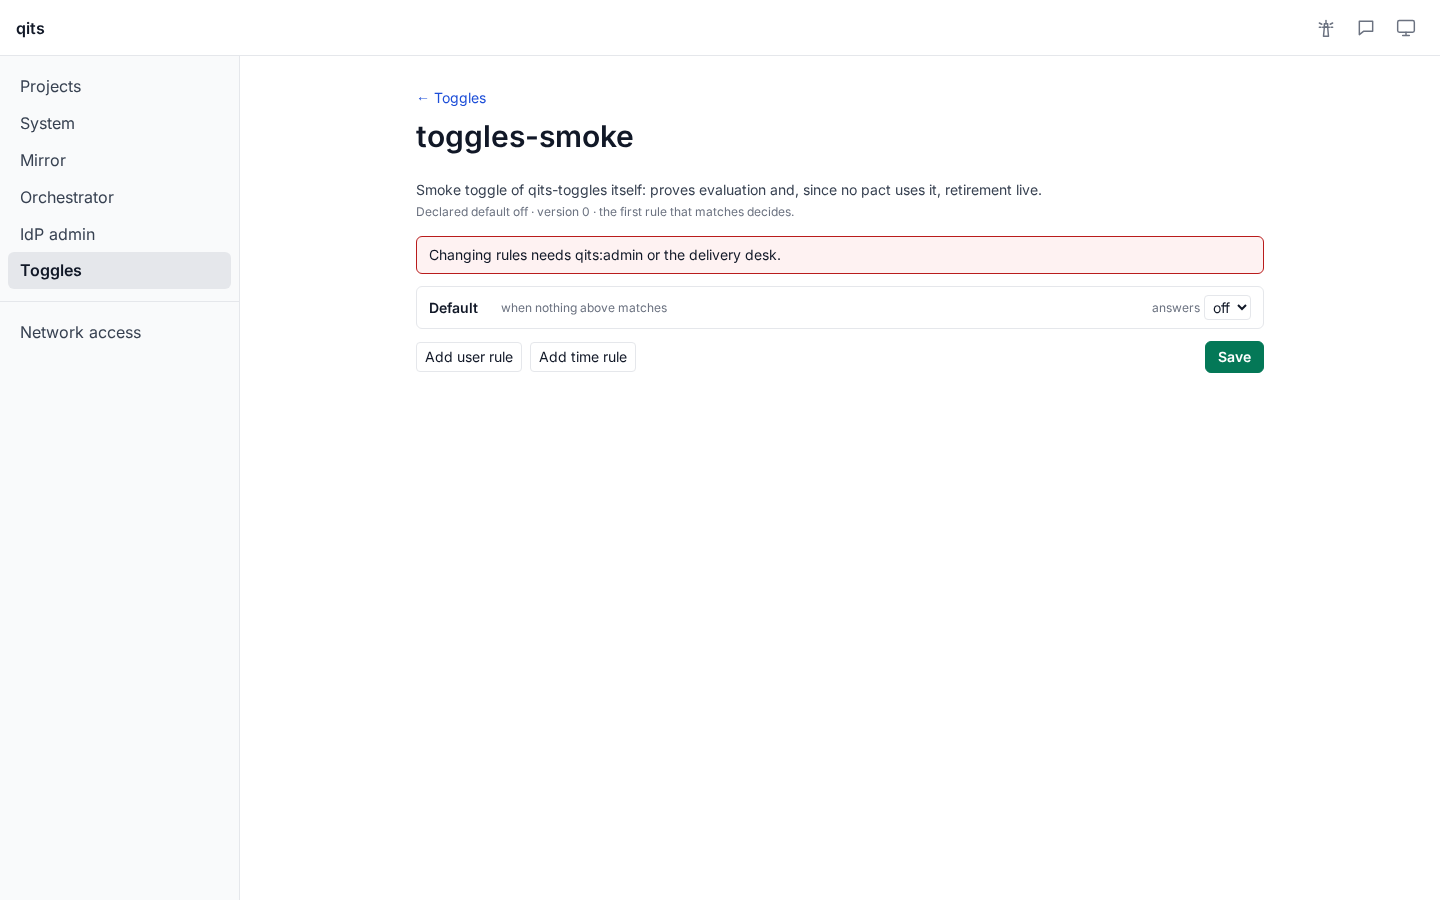 qits
Projects
System
Mirror
Orchestrator
IdP admin
Toggles
Network access
← Toggles
toggles-smoke
Smoke toggle of qits-toggles itself: proves evaluation and, since no pact uses it, retirement live.
Declared default off · version 0 · the first rule that matches decides.
Changing rules needs qits:admin or the delivery desk.
Default when nothing above matches answers off
Add user rule Add time rule Save